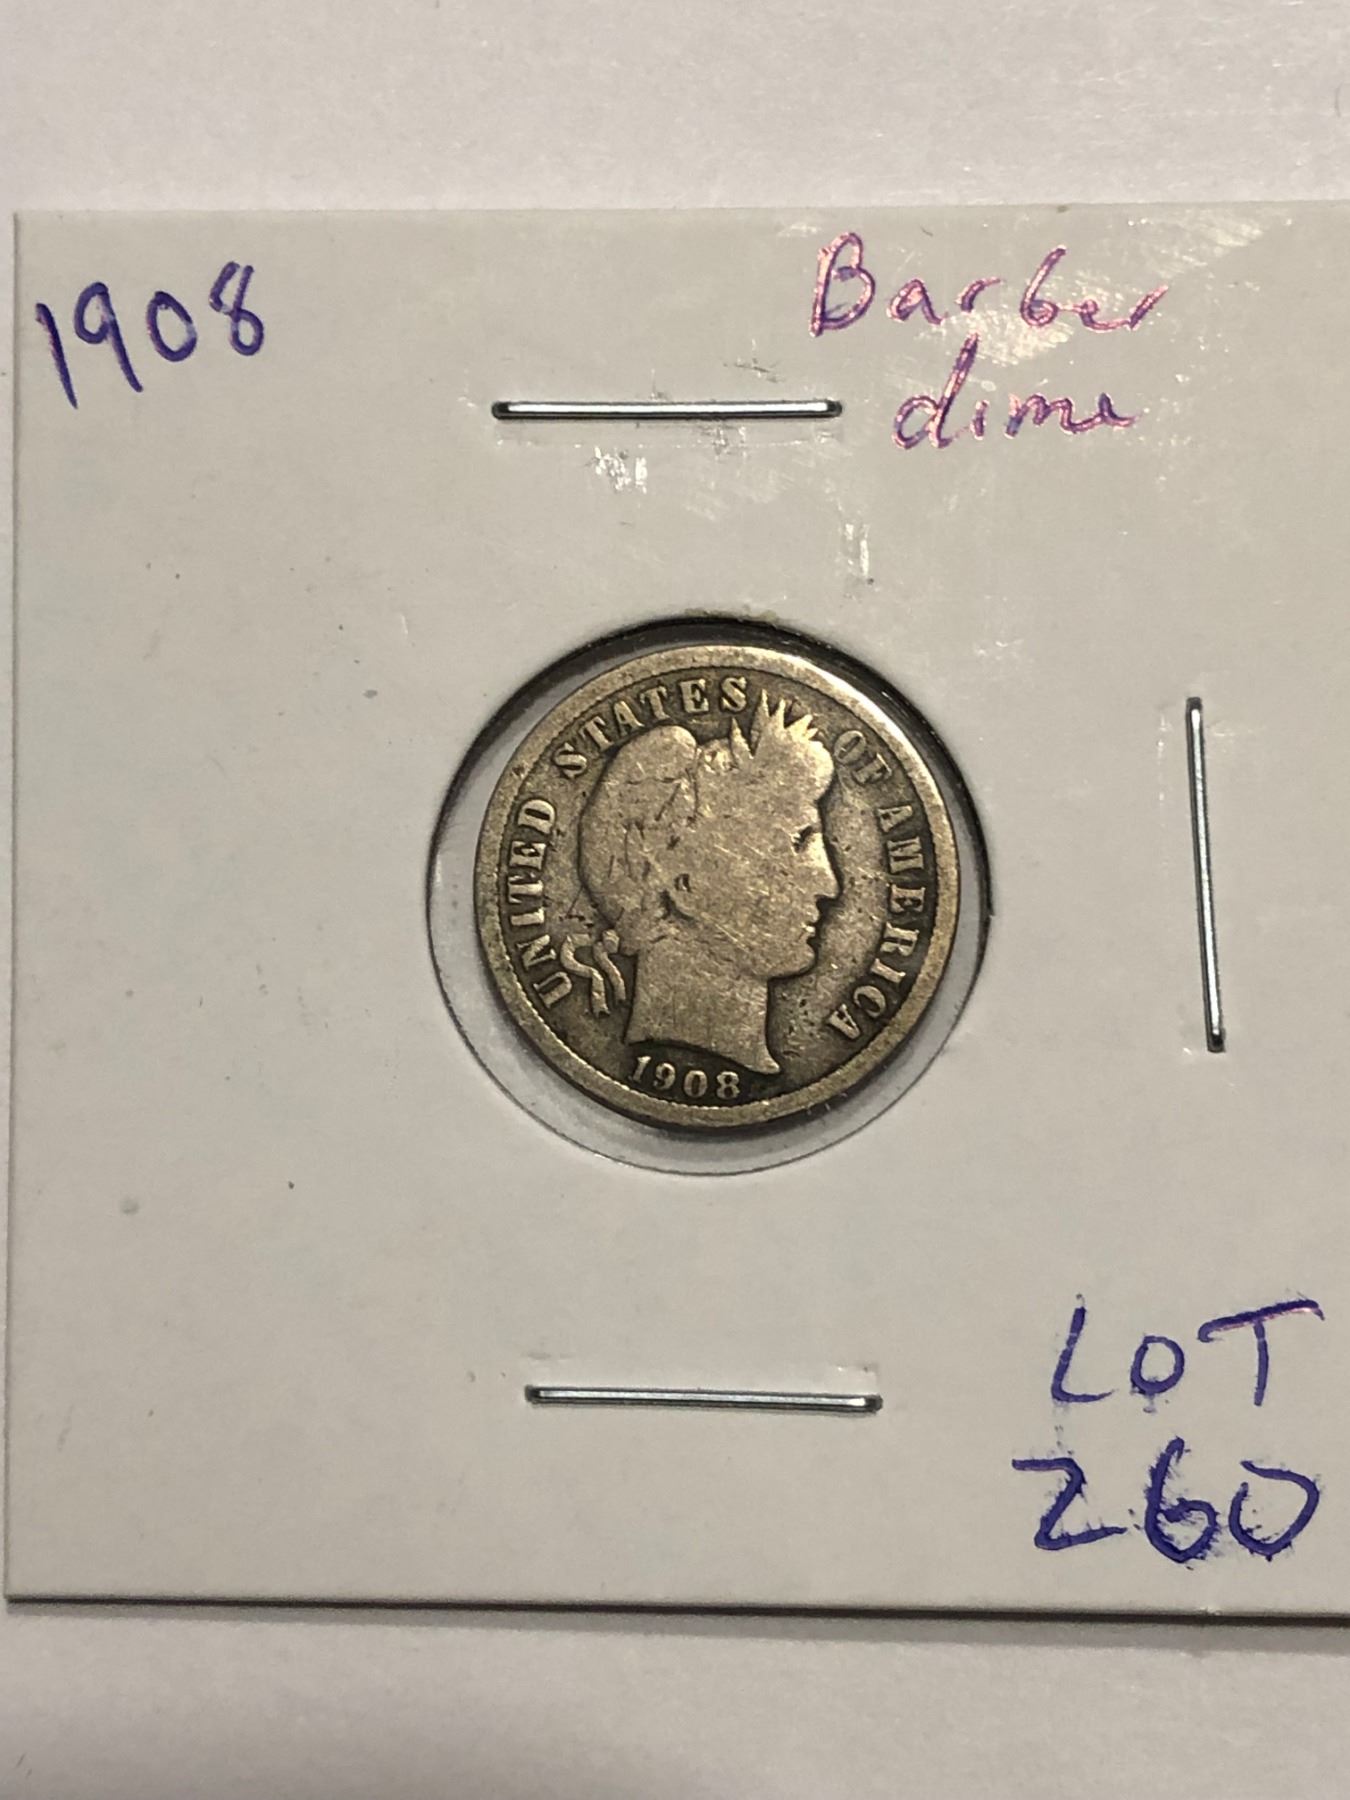 1908
Barber
dime
UNITED STATES OF AMERICA
1908
LOT
260